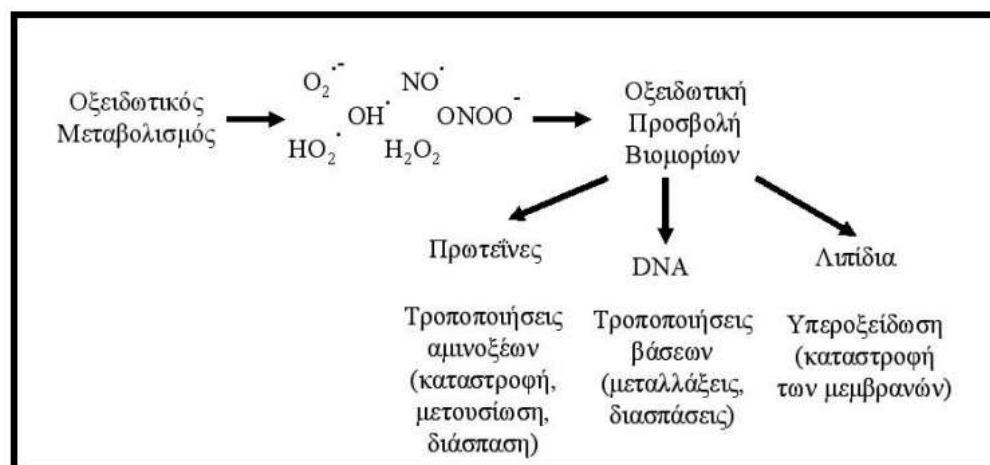 Οξειδωτικός
Μεταβολισμός
O₂˙⁻ NO˙
OH˙ ONOO⁻
HO₂˙ H₂O₂
Οξειδωτική
Προσβολή
Βιομορίων
Πρωτεΐνες
Τροποποιήσεις
αμινοξέων
(καταστροφή,
μετουσίωση,
διάσπαση)
DNA
Τροποποιήσεις
βάσεων
(μεταλλάξεις,
διασπάσεις)
Λιπίδια
Υπεροξείδωση
(καταστροφή
των μεμβρανών)